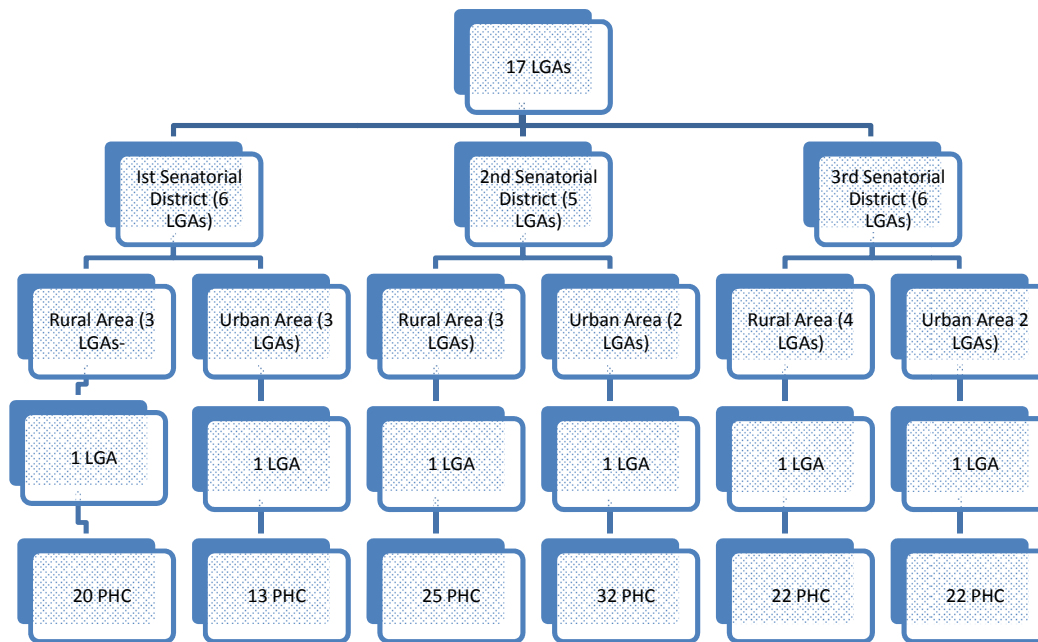 17 LGAs
1st Senatorial
District (6
LGAs)
2nd Senatorial
District (5
LGAs)
3rd Senatorial
District (6
LGAs)
Rural Area (3
LGAs-
Urban Area (3
LGAs)
Rural Area (3
LGAs)
Urban Area (2
LGAs)
Rural Area (4
LGAs)
Urban Area 2
LGAs)
1 LGA
1 LGA
1 LGA
1 LGA
1 LGA
1 LGA
20 PHC
13 PHC
25 PHC
32 PHC
22 PHC
22 PHC